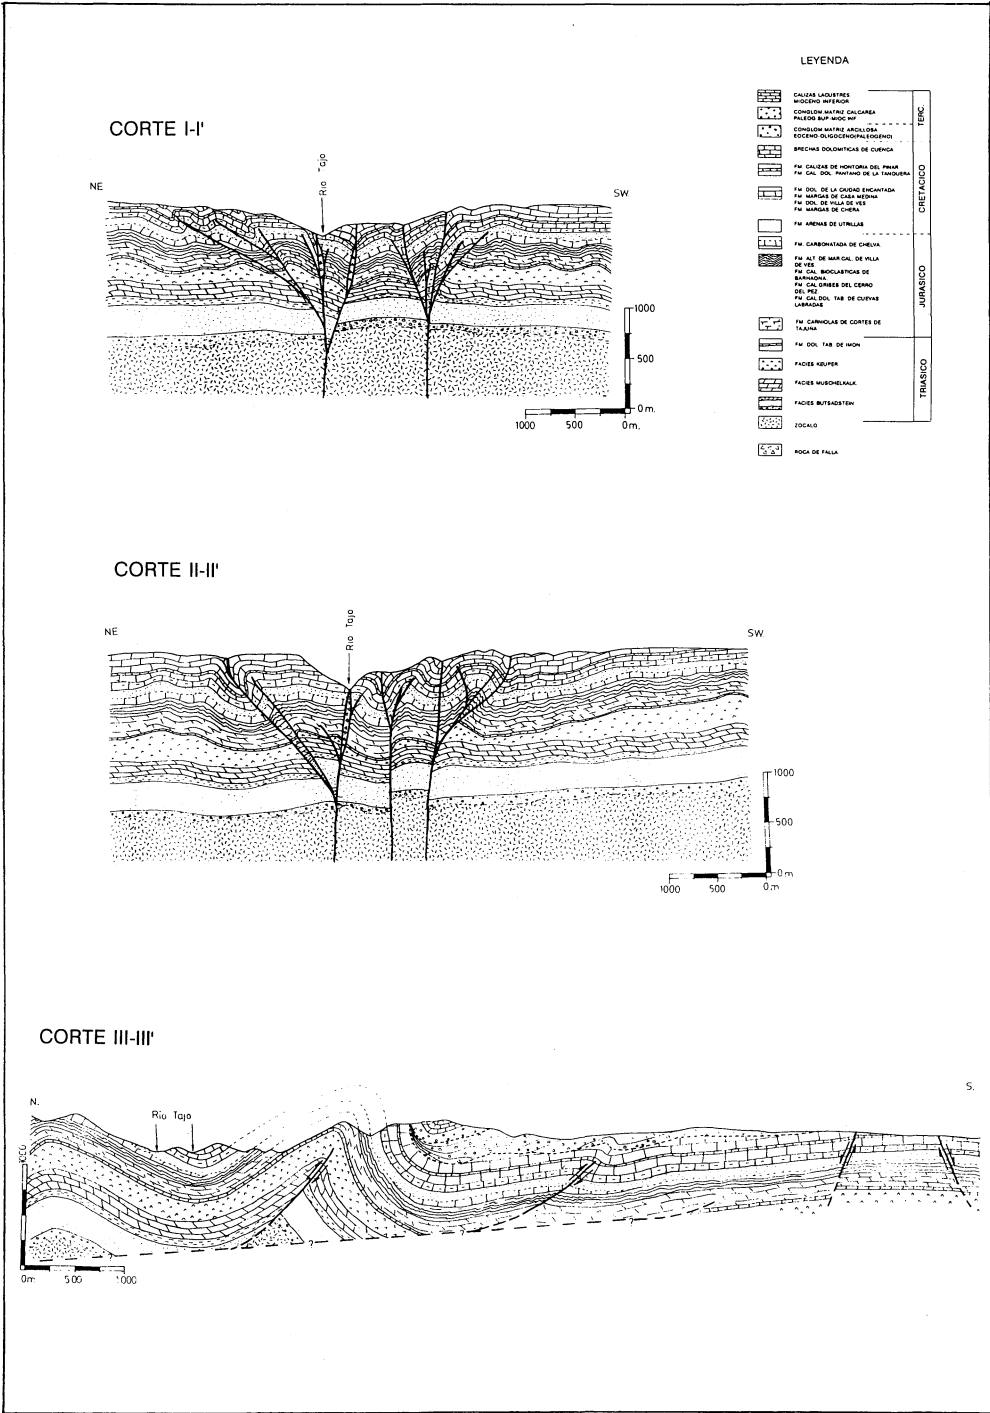 LEYENDA
CALIZAS LACUSTRES.
MIOCENO INFERIOR
CONGLOM. MATRIZ CALCAREA
PALEOG SUP-MIOC INF
CONGLOM MATRIZ ARCILLOSA
EOCENO-OLIGOCENO(PALEOGENO)
TERC.
BRECHAS DOLOMITICAS DE CUENCA
FM CALIZAS DE HONTORIA DEL PINAR
FM CAL DOL PANTANO DE LA TRANQUERA
FM DOL DE LA CIUDAD ENCANTADA
FM MARGAS DE CASA MEDINA
FM DOL. DE VILLA DE VES
FM MARGAS DE CHERA
FM ARENAS DE UTRILLAS
CRETACICO
FM. CARBONATADA DE CHELVA
FM ALT DE MAR.CAL. DE VILLA
DE VES
FM CAL BIOCLASTICAS DE
BARHAONA.
FM CAL GRISES DEL CERRO
DEL PEZ
FM CAL.DOL TAB DE CUEVAS
LABRADAS
FM CARNIOLAS DE CORTES DE
TAJUÑA
JURASICO
FM DOL TAB DE IMON
FACIES KEUPER
FACIES MUSCHELKALK.
FACIES BUTSADSTEIN
ZOCALO
TRIASICO
ROCA DE FALLA
CORTE I-I'
NE
Rio Tajo
SW.
1000
500
0 m.
1000
500
0m.
CORTE II-II'
NE
Rio Tajo
SW.
1000
500
0 m
1000
500
0 m
CORTE III-III'
N.
Rio Tajo
S.
1000
?
?
?
?
?
0m
500
1000